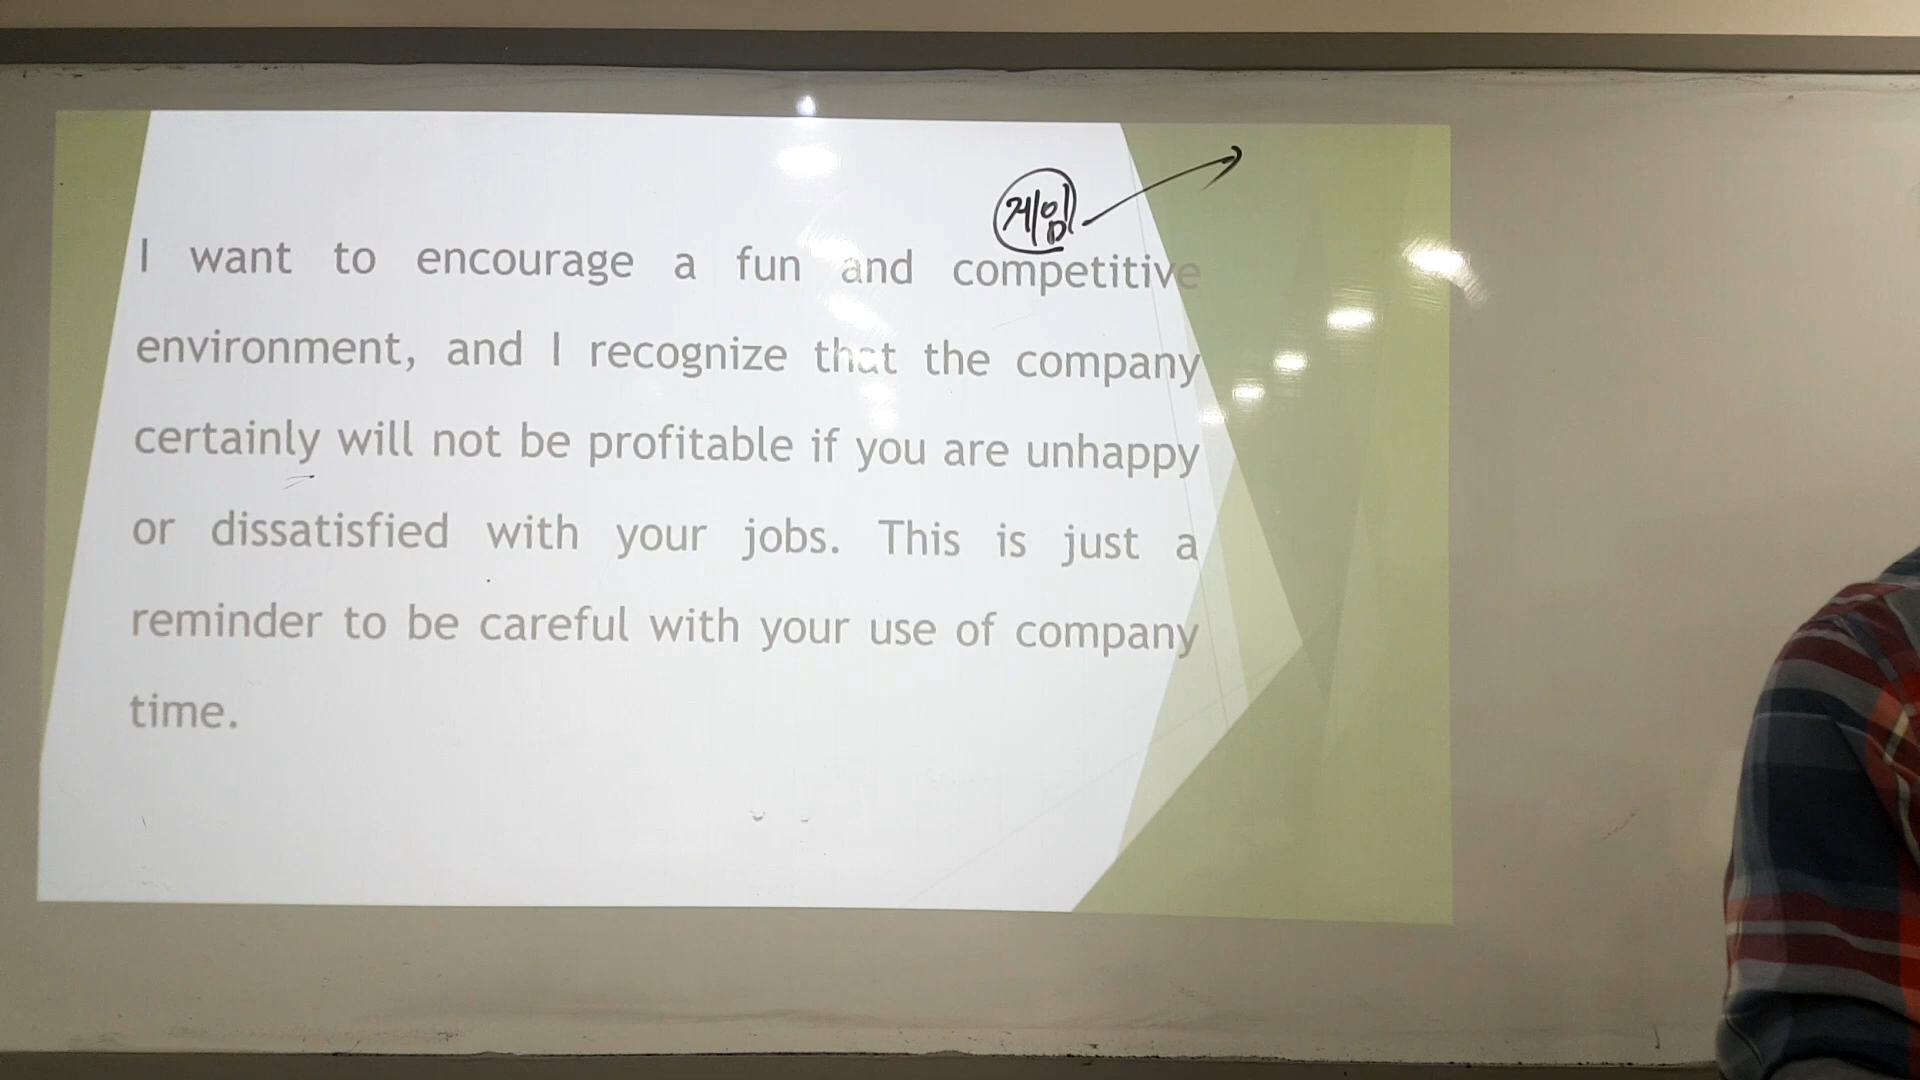 게임
I want to encourage a fun and competitive
environment, and I recognize that the company
certainly will not be profitable if you are unhappy
or dissatisfied with your jobs. This is just a
reminder to be careful with your use of company
time.